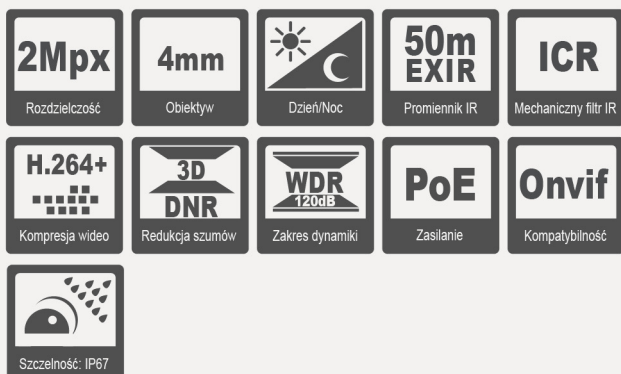 2Mpx
Rozdzielczość
4mm
Obiektyw
Dzień/Noc
50m
EXIR
Promiennik IR
ICR
Mechaniczny filtr IR
H.264+
Kompresja wideo
3D
DNR
Redukcja szumów
WDR
120dB
Zakres dynamiki
PoE
Zasilanie
Onvif
Kompatybilność
Szczelność: IP67